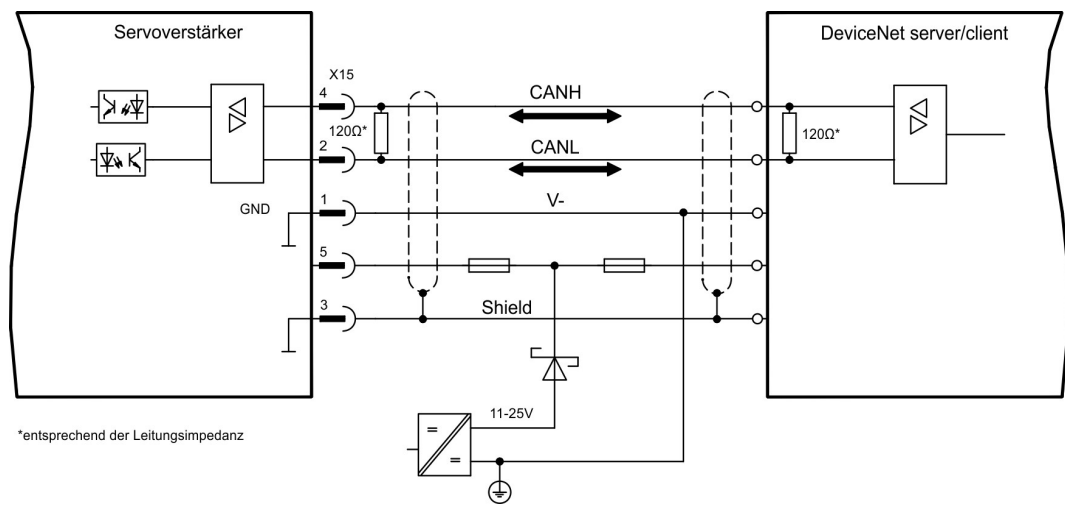 Servoverstärker
DeviceNet server/client
X15
4
CANH
120Ω*
120Ω*
2
CANL
GND
1
V-
5
3
Shield
11-25V
*entsprechend der Leitungsimpedanz